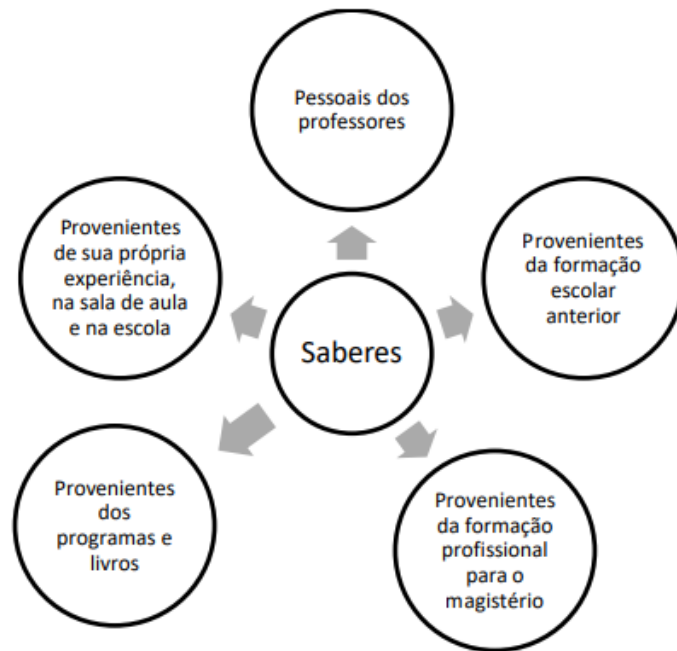 Pessoais dos
professores
Provenientes
de sua própria
experiência,
na sala de aula
e na escola
Provenientes
da formação
escolar
anterior
Saberes
Provenientes
dos
programas e
livros
Provenientes
da formação
profissional
para o
magistério